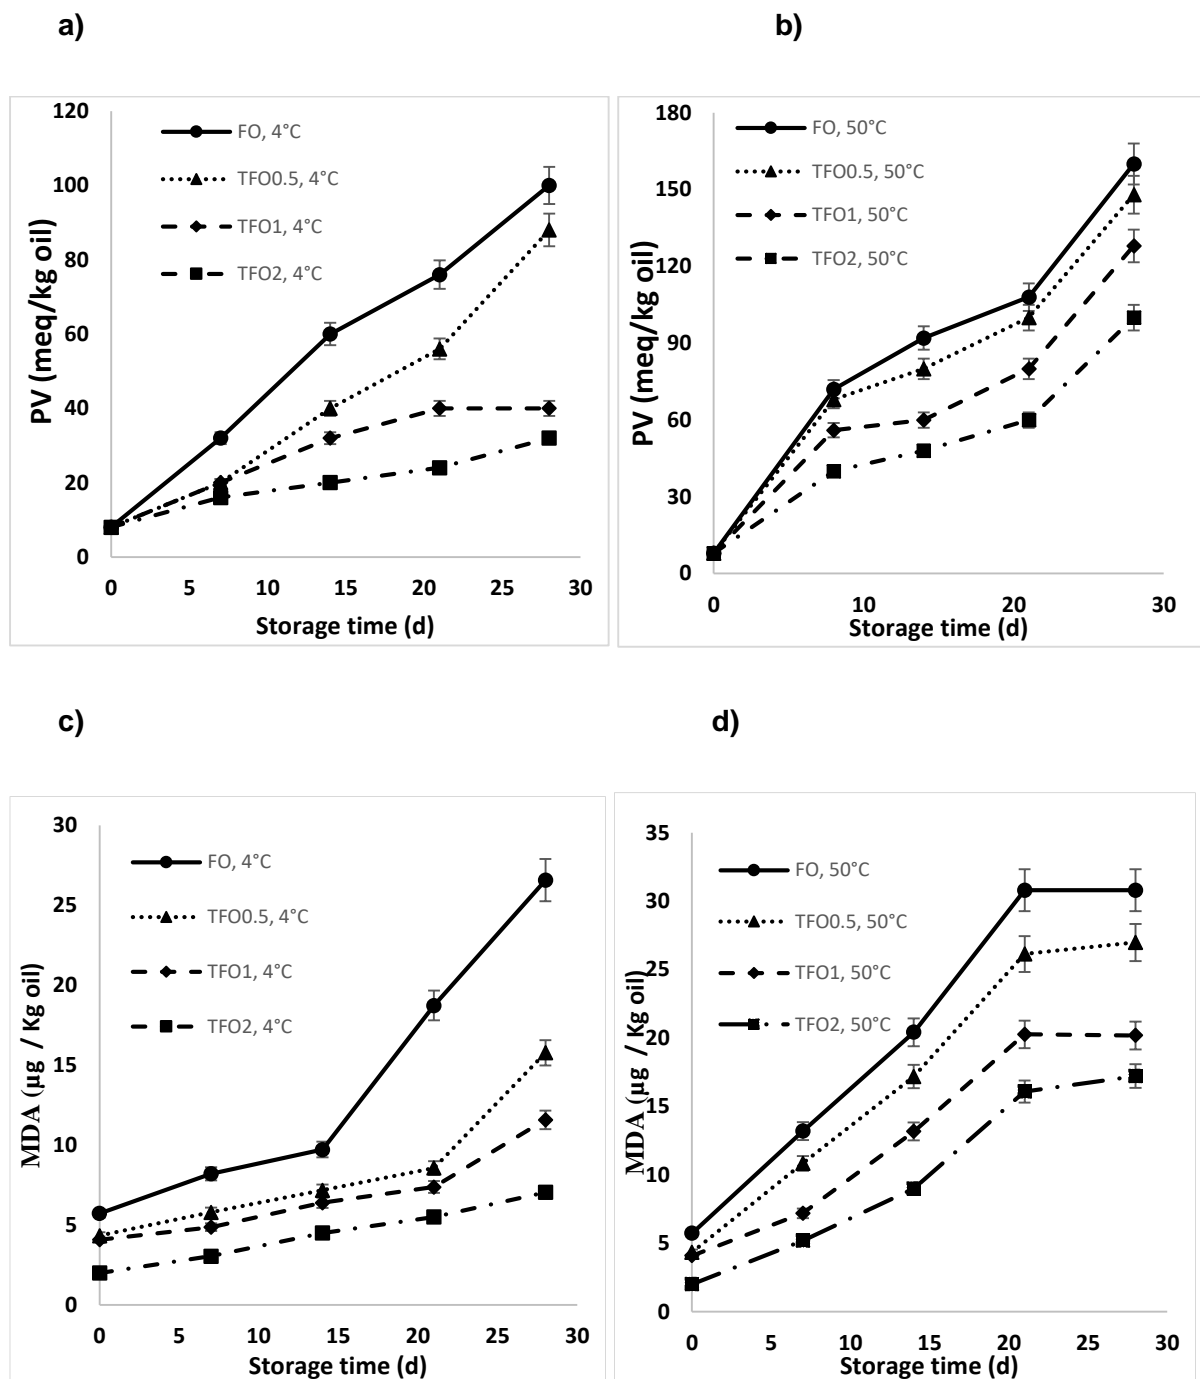 a)
b)
120
100
80
60
40
20
0
PV (meq/kg oil)
FO, 4°C
TFO0.5, 4°C
TFO1, 4°C
TFO2, 4°C
0 5 10 15 20 25 30
Storage time (d)
180
150
120
90
60
30
0
PV (meq/kg oil)
FO, 50°C
TFO0.5, 50°C
TFO1, 50°C
TFO2, 50°C
0 10 20 30
Storage time (d)
c)
d)
30
25
20
15
10
5
0
MDA (µg / Kg oil)
FO, 4°C
TFO0.5, 4°C
TFO1, 4°C
TFO2, 4°C
0 5 10 15 20 25 30
Storage time (d)
35
30
25
20
15
10
5
0
MDA (µg / Kg oil)
FO, 50°C
TFO0.5, 50°C
TFO1, 50°C
TFO2, 50°C
0 5 10 15 20 25 30
Storage time (d)